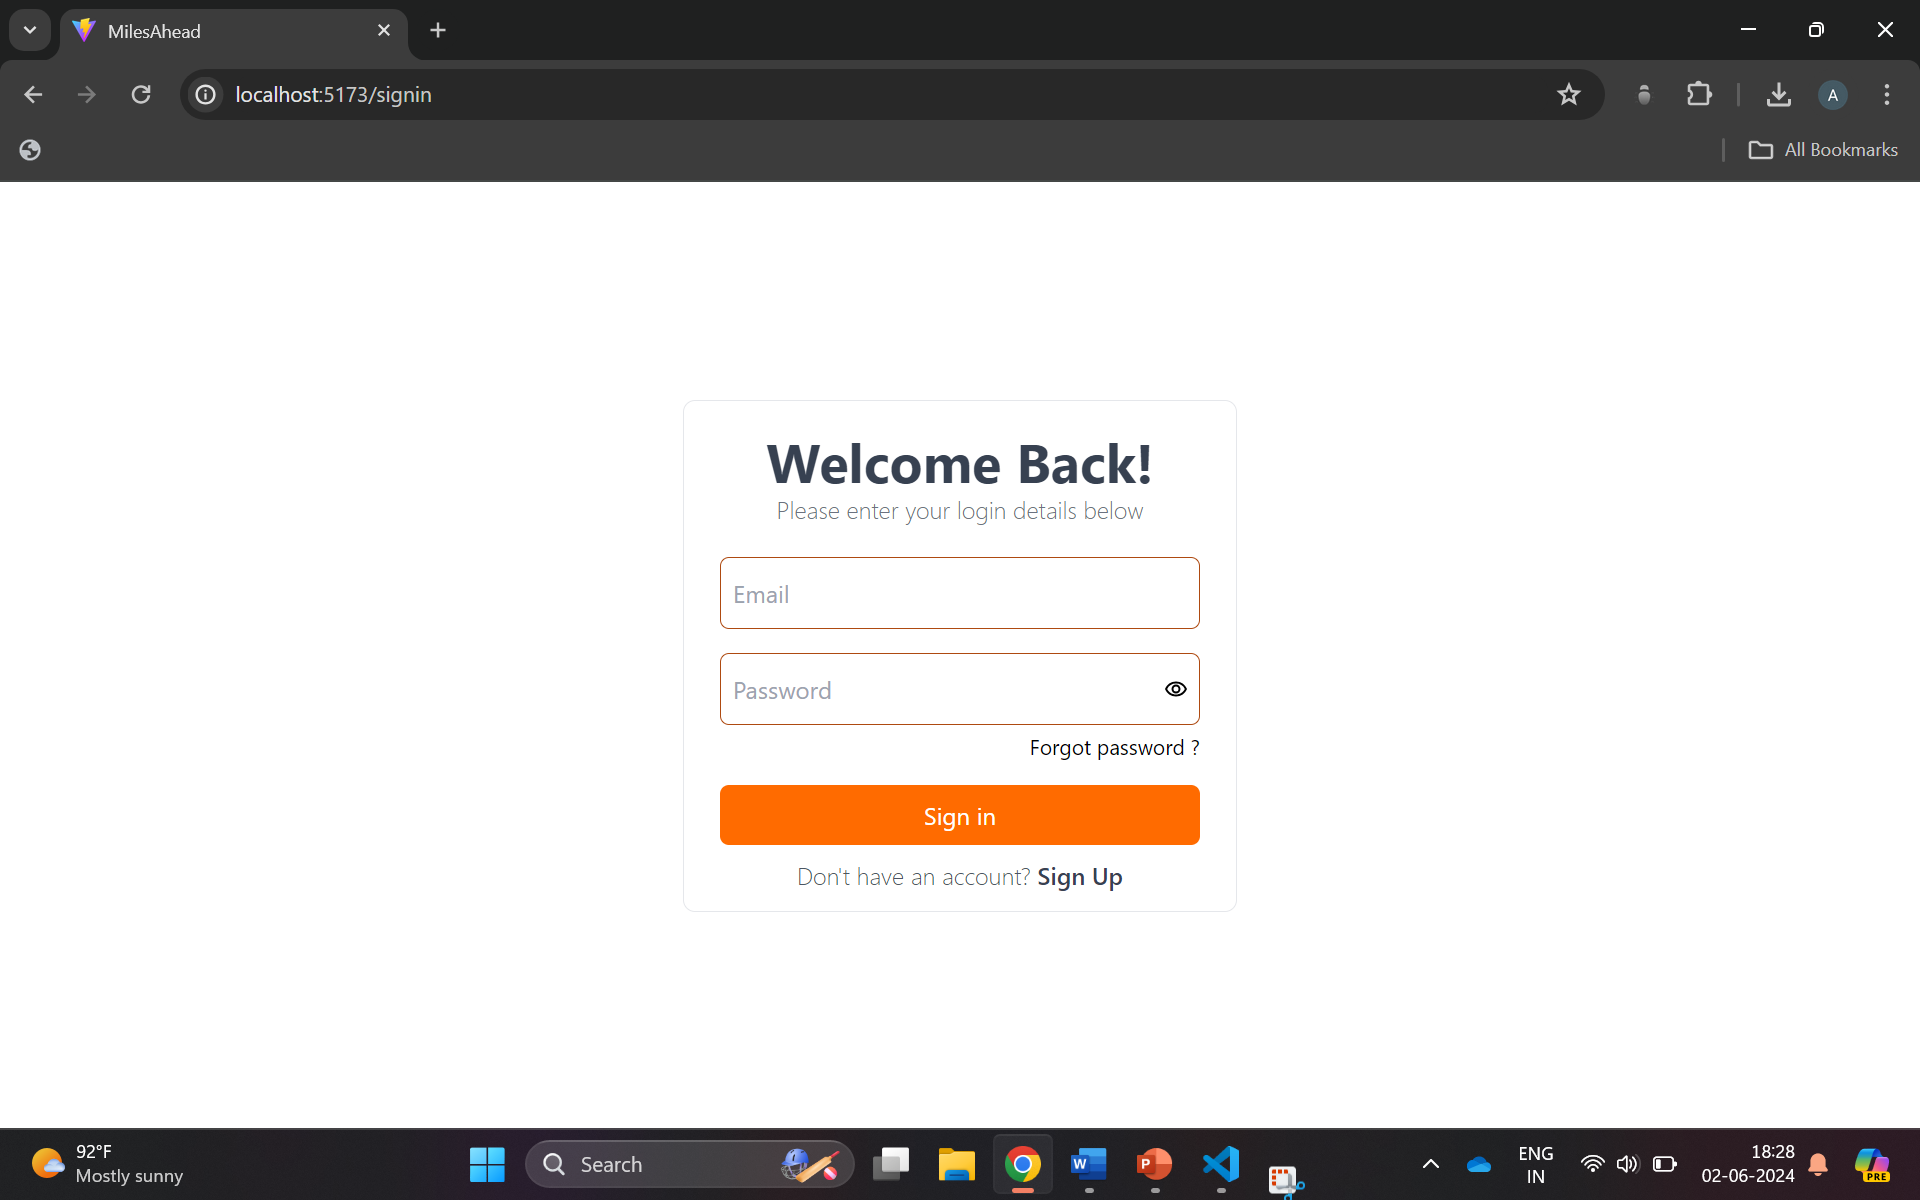 MilesAhead
localhost:5173/signin
A
All Bookmarks
Welcome Back!
Please enter your login details below
Email
Password
Forgot password ?
Sign in
Don't have an account? Sign Up
92°F
Mostly sunny
Search
W
P
ENG
IN
18:28
02-06-2024
PRE